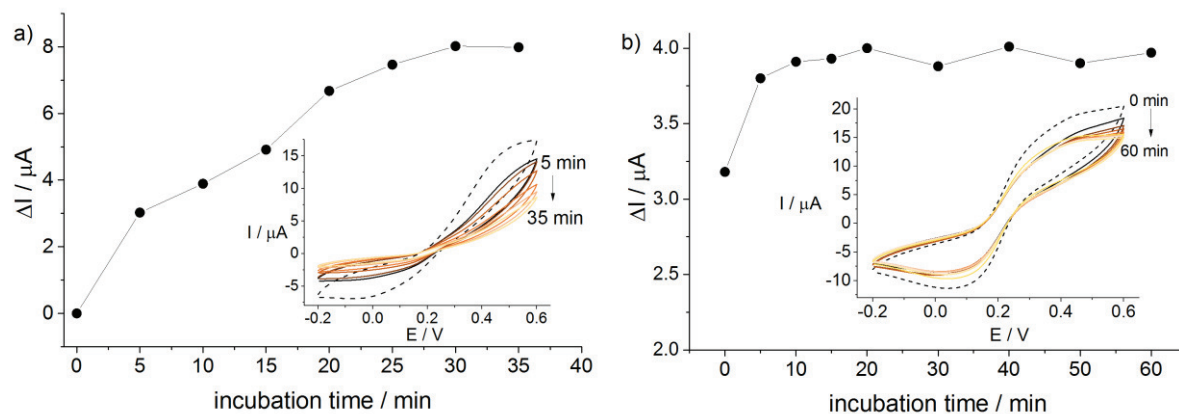 a)
8
6
4
2
0
ΔI / μA
0 5 10 15 20 25 30 35 40
incubation time / min
15
10
5
0
-5
I / μA
-0.2 0.0 0.2 0.4 0.6
E / V
5 min
35 min
b)
4.0
3.5
3.0
2.5
2.0
ΔI / μA
0 10 20 30 40 50 60
incubation time / min
20
15
10
5
0
-5
-10
I / μA
-0.2 0.0 0.2 0.4 0.6
E / V
0 min
60 min